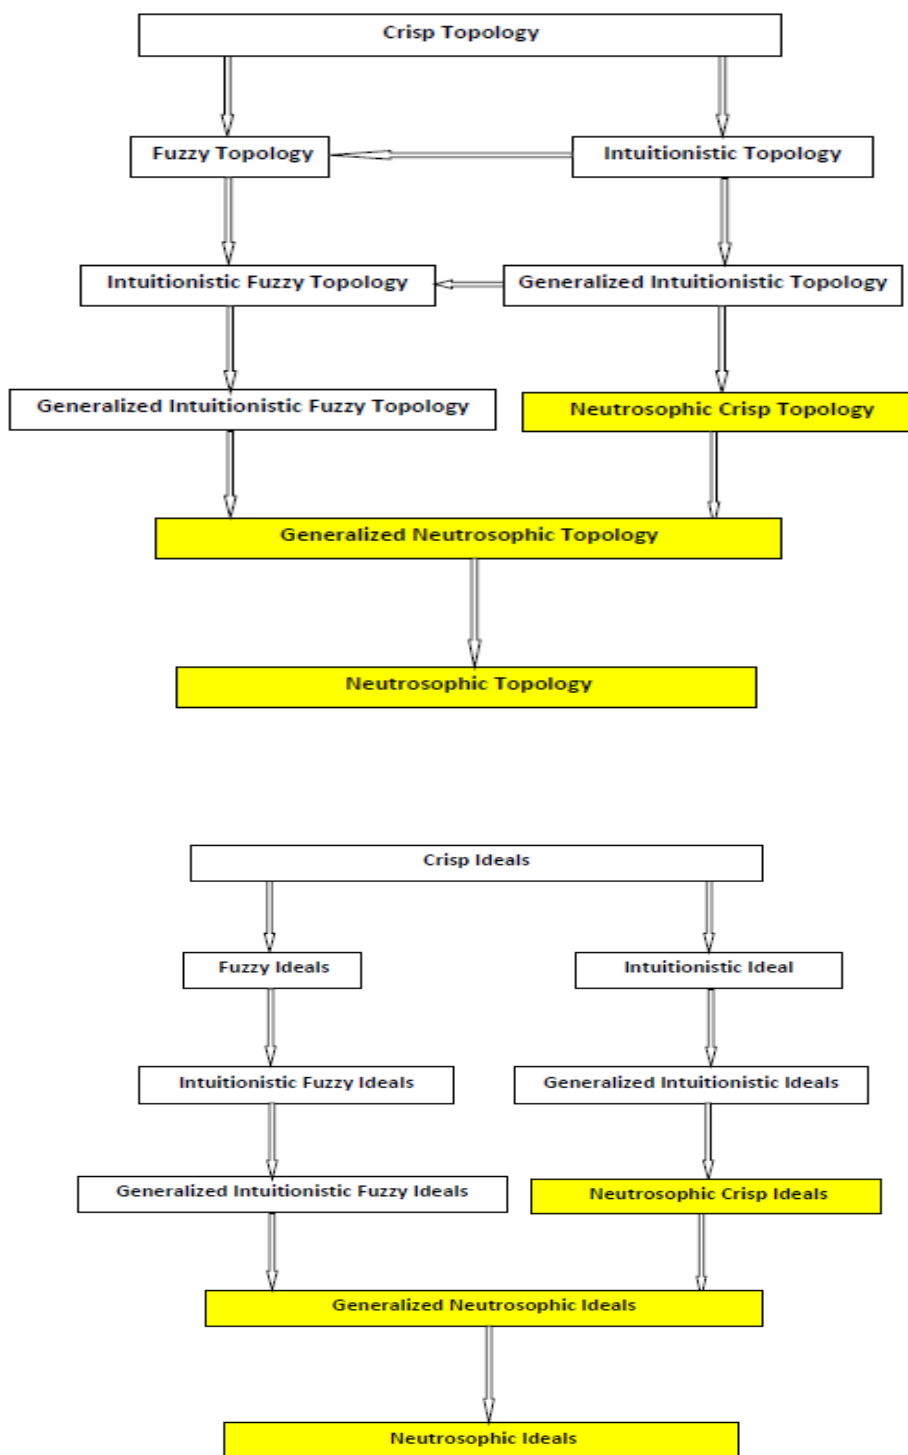 Crisp Topology
Fuzzy Topology
Intuitionistic Topology
Intuitionistic Fuzzy Topology
Generalized Intuitionistic Topology
Generalized Intuitionistic Fuzzy Topology
Neutrosophic Crisp Topology
Generalized Neutrosophic Topology
Neutrosophic Topology
Crisp Ideals
Fuzzy Ideals
Intuitionistic Ideal
Intuitionistic Fuzzy Ideals
Generalized Intuitionistic Ideals
Generalized Intuitionistic Fuzzy Ideals
Neutrosophic Crisp Ideals
Generalized Neutrosophic Ideals
Neutrosophic Ideals